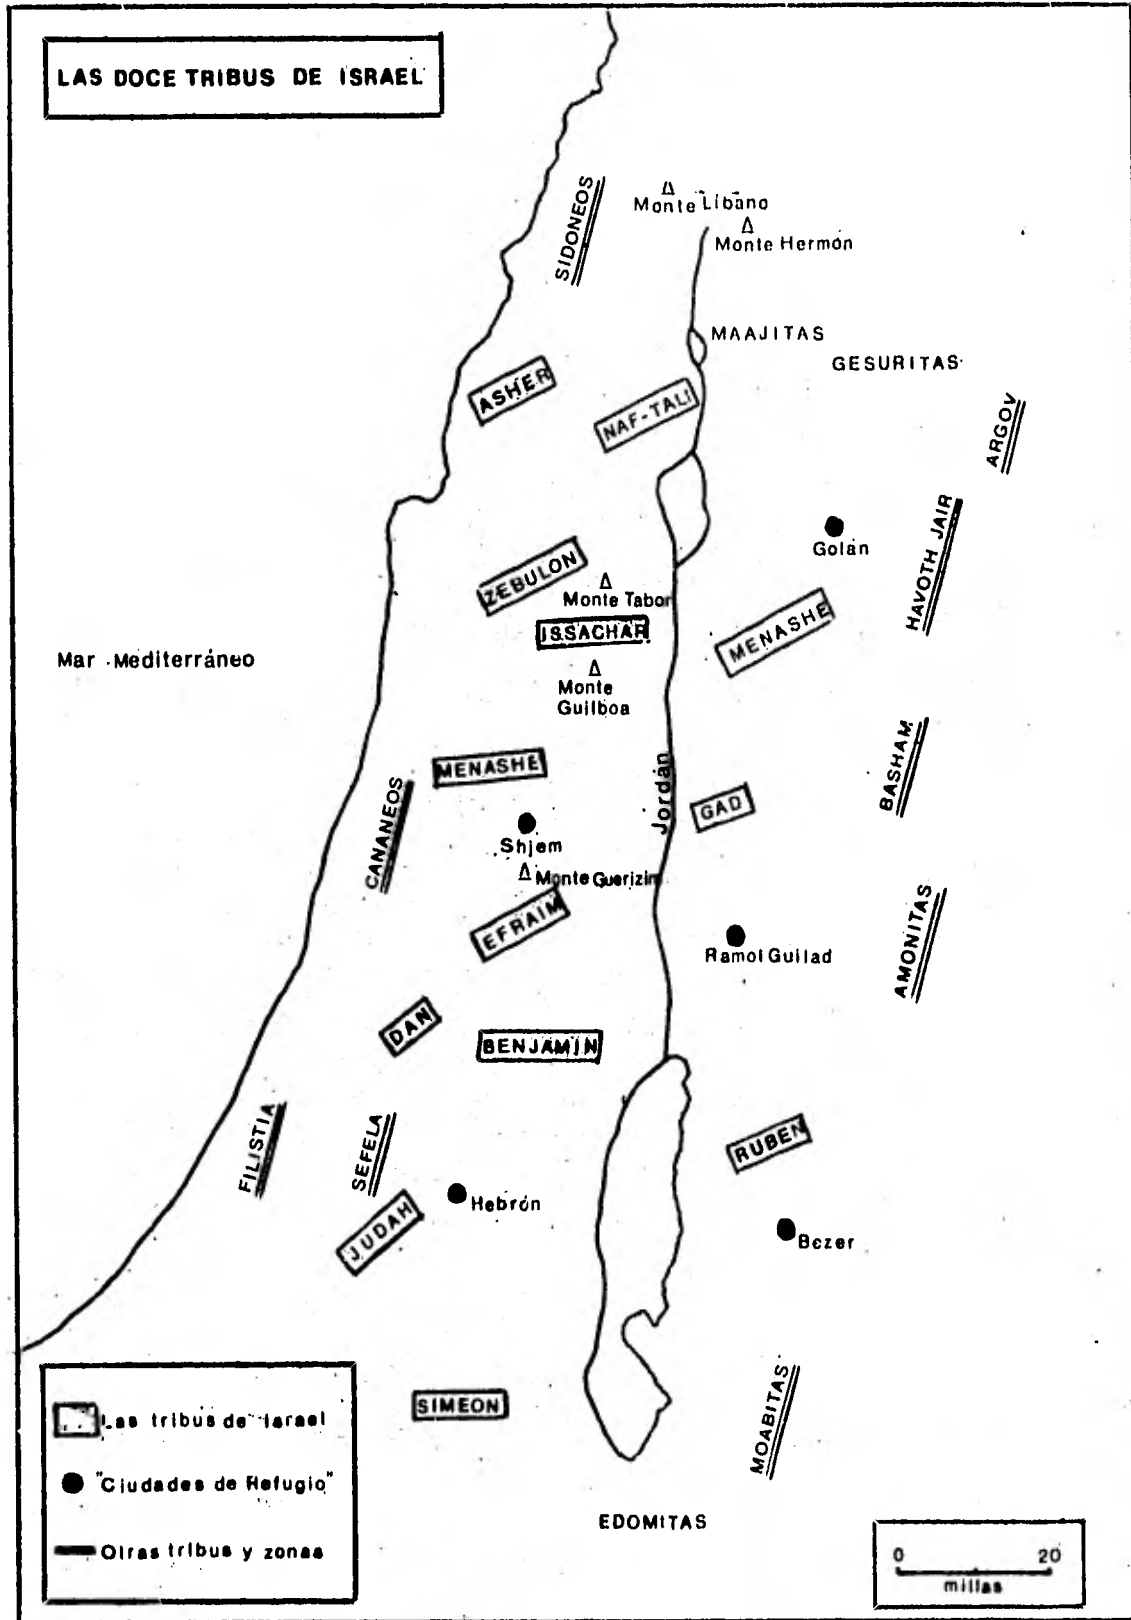 LAS DOCE TRIBUS DE ISRAEL
SIDONEOS
Monte Líbano
Monte Hermón
MAAJITAS
GESURITAS
ASHER
NAF-TALI
ARGOV
Golán
HAVOTH JAIR
ZEBULON
Monte Tabor
ISSACHAR
MENASHE
Mar Mediterráneo
Monte
Guilboa
MENASHE
BASHAM
CANANEOS
Jordán
GAD
Shjem
Monte Guerizim
EFRAIM
AMONITAS
Ramot Guilad
DAN
BENJAMIN
FILISTIA
SEFELA
RUBEN
Hebrón
JUDAH
Bezer
SIMEON
MOABITAS
EDOMITAS
Las tribus de Israel
"Ciudades de Refugio"
Otras tribus y zonas
0 20
millas